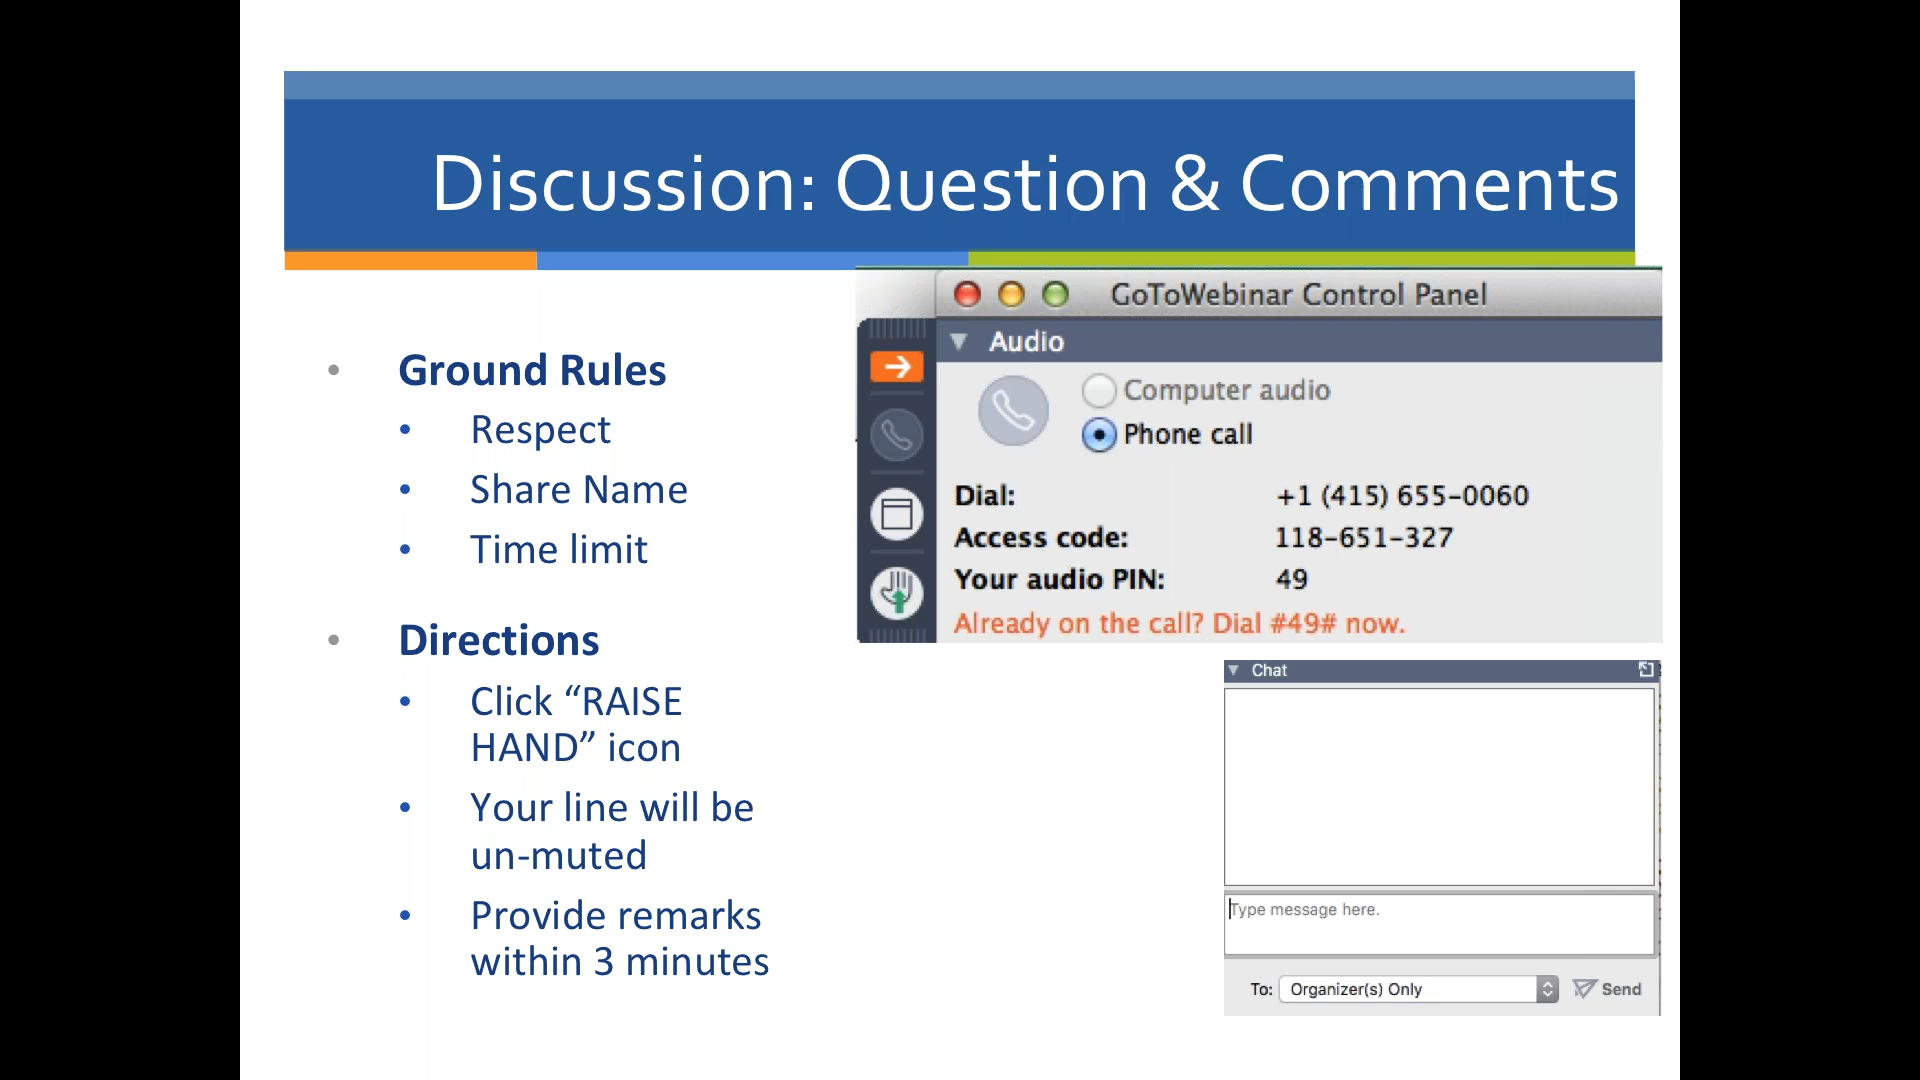 Discussion: Question & Comments
• Ground Rules
• Respect
• Share Name
• Time limit
• Directions
• Click “RAISE
HAND” icon
• Your line will be
un-muted
• Provide remarks
within 3 minutes
GoToWebinar Control Panel
Audio
Computer audio
Phone call
Dial: +1 (415) 655-0060
Access code: 118-651-327
Your audio PIN: 49
Already on the call? Dial #49# now.
Chat
Type message here.
To: Organizer(s) Only Send